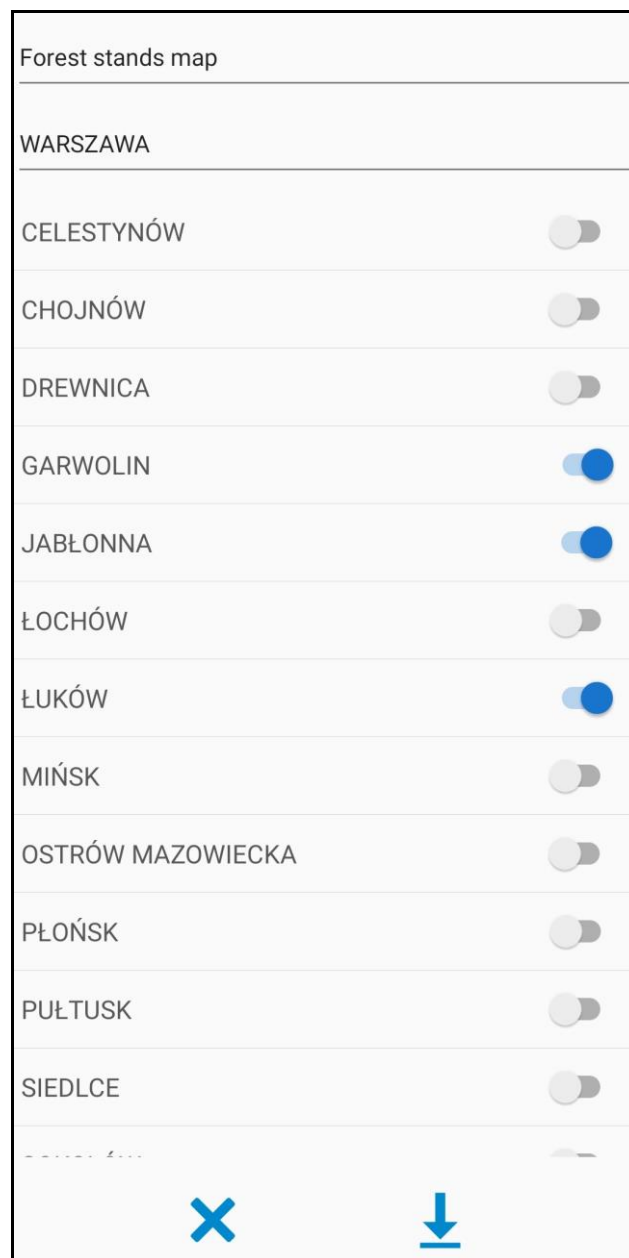 Forest stands map
WARSZAWA
CELESTYNÓW
CHOJNÓW
DREWNICA
GARWOLIN
JABŁONNA
ŁOCHÓW
ŁUKÓW
MIŃSK
OSTRÓW MAZOWIECKA
PŁOŃSK
PUŁTUSK
SIEDLCE